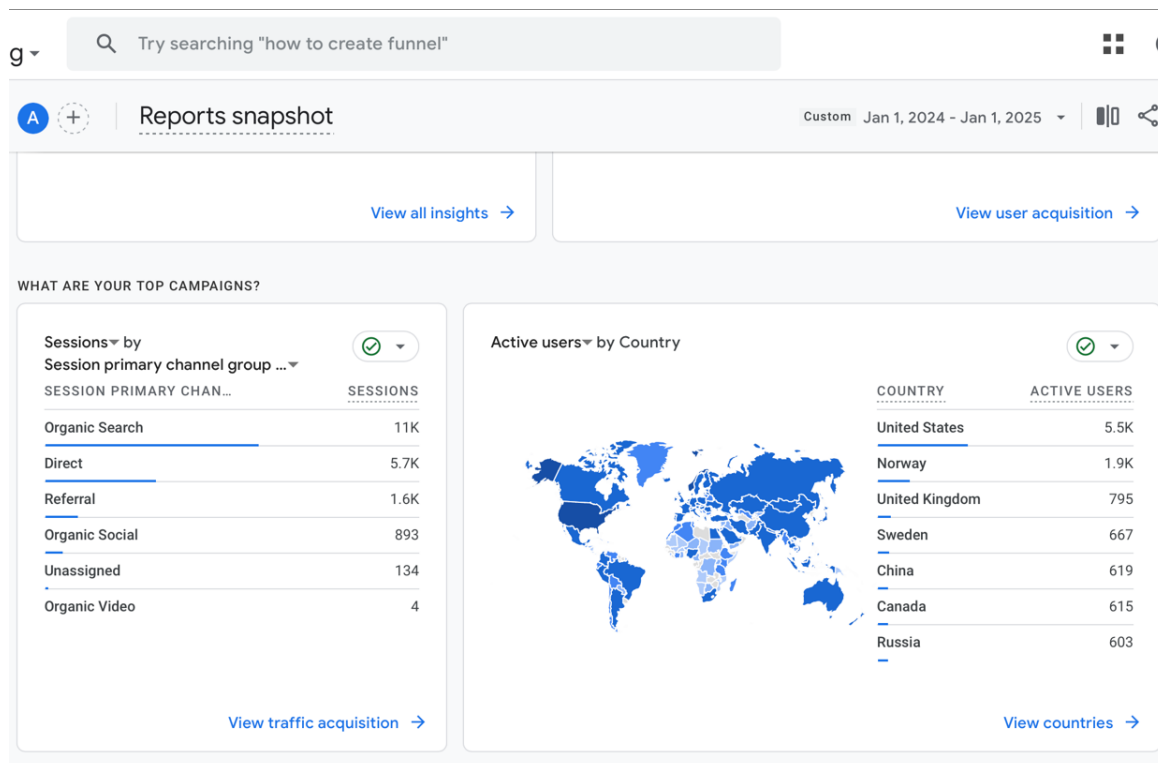 g
Try searching "how to create funnel"
A
+
Reports snapshot
Custom Jan 1, 2024 - Jan 1, 2025
View all insights
View user acquisition
WHAT ARE YOUR TOP CAMPAIGNS?
Sessions by
Session primary channel group ...
SESSION PRIMARY CHAN... SESSIONS
Organic Search 11K
Direct 5.7K
Referral 1.6K
Organic Social 893
Unassigned 134
Organic Video 4
View traffic acquisition
Active users by Country
COUNTRY ACTIVE USERS
United States 5.5K
Norway 1.9K
United Kingdom 795
Sweden 667
China 619
Canada 615
Russia 603
View countries